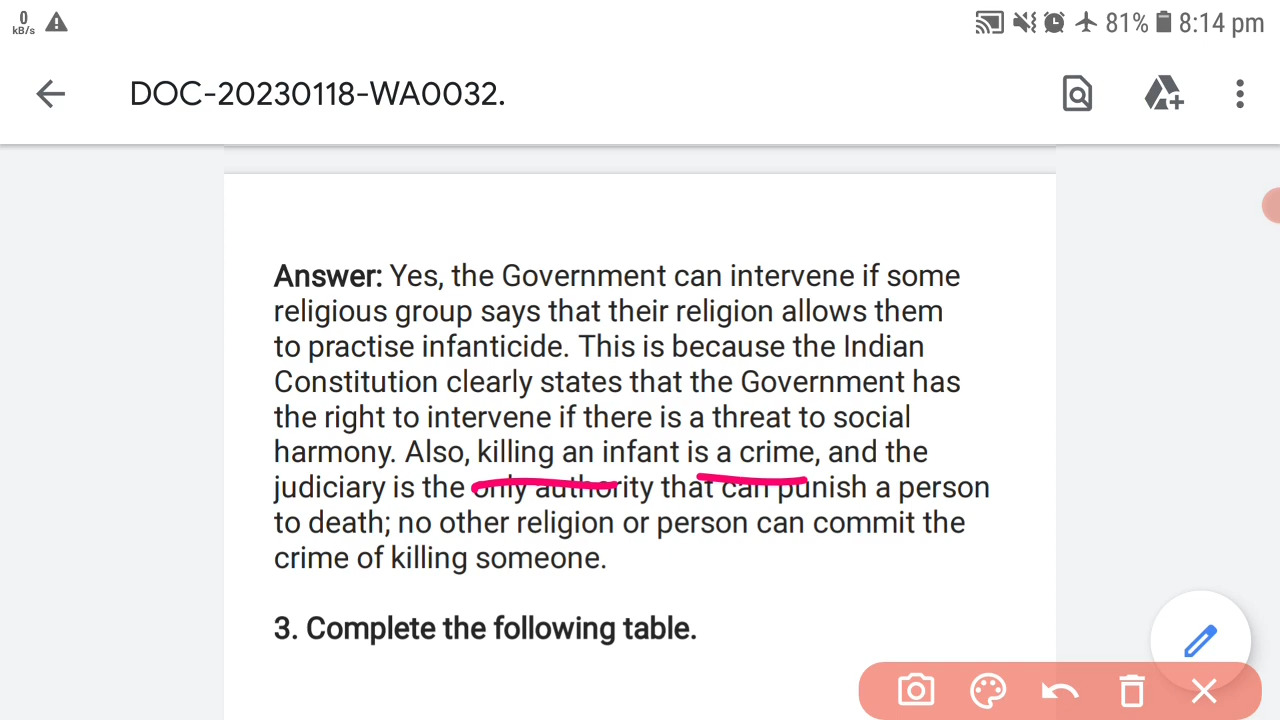 0
kB/s
81% 8:14 pm
DOC-20230118-WA0032.
Answer: Yes, the Government can intervene if some
religious group says that their religion allows them
to practise infanticide. This is because the Indian
Constitution clearly states that the Government has
the right to intervene if there is a threat to social
harmony. Also, killing an infant is a crime, and the
judiciary is the only authority that can punish a person
to death; no other religion or person can commit the
crime of killing someone.
3. Complete the following table.